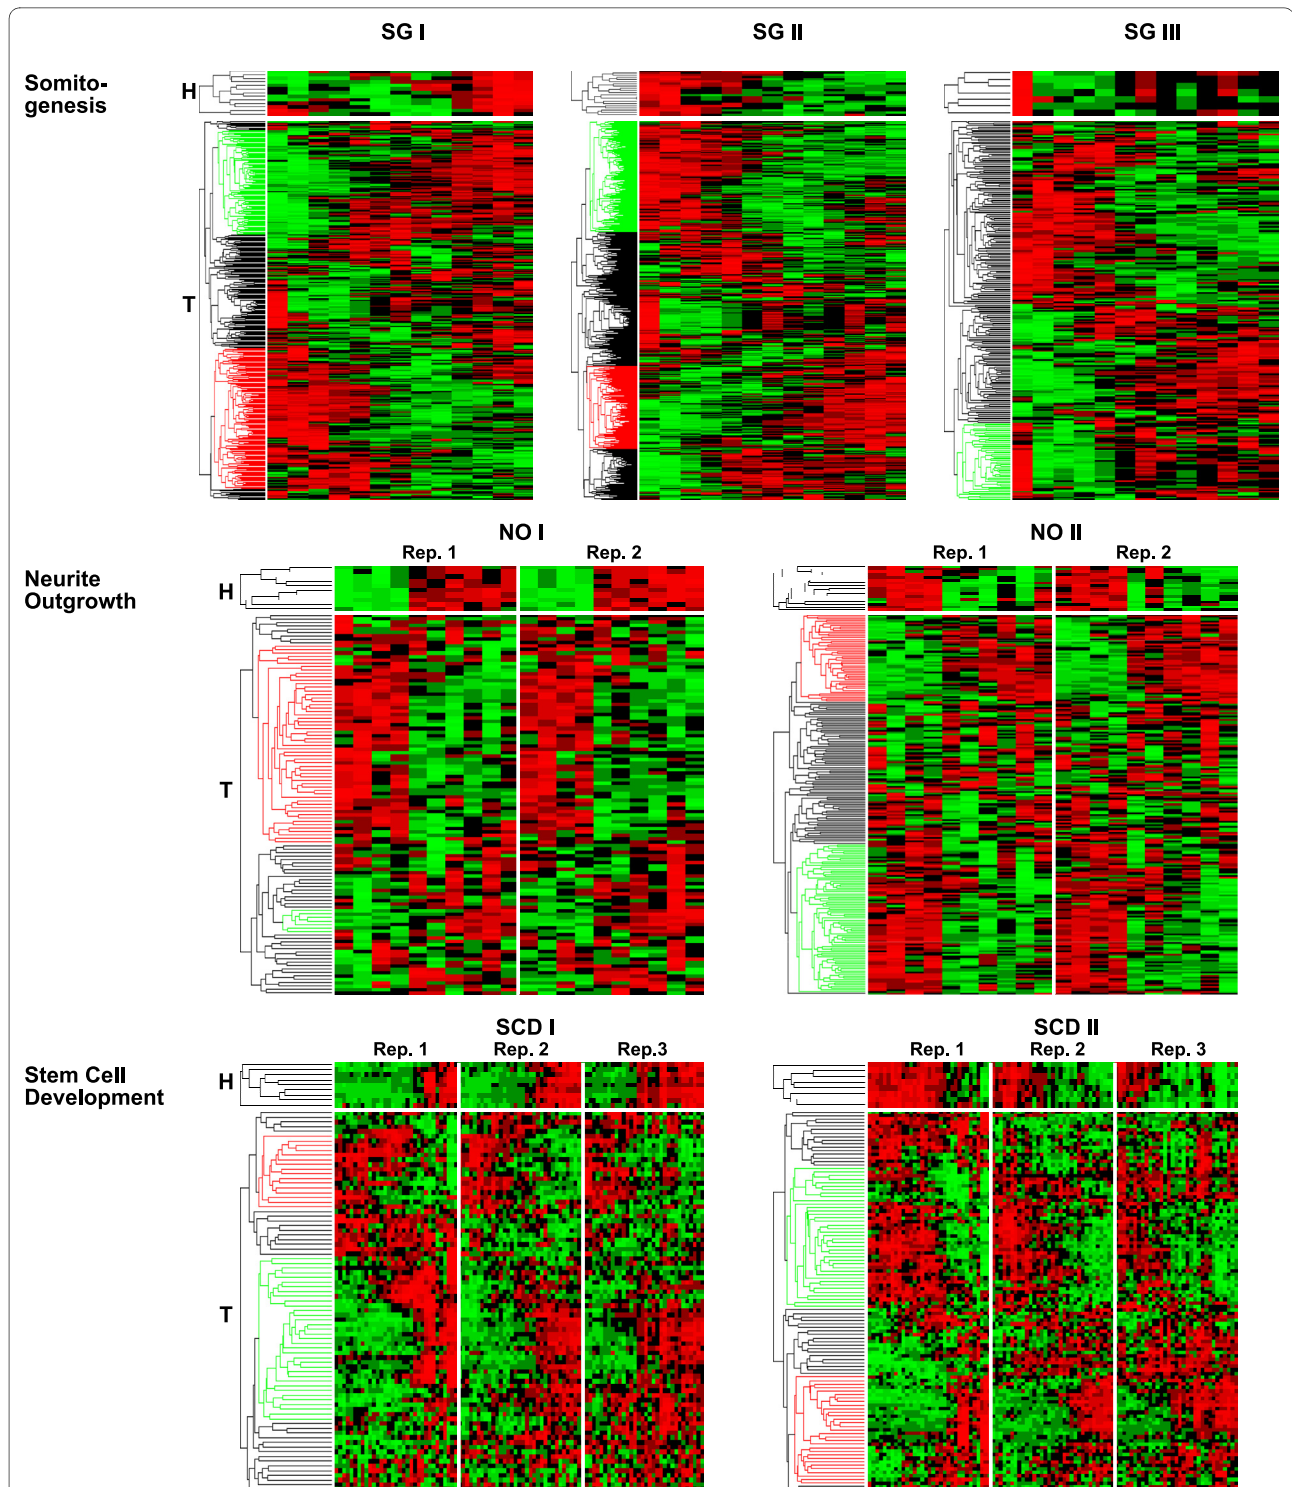 SG I SG II SG III
Somito-
genesis
H
T
NO I NO II
Rep. 1 Rep. 2 Rep. 1 Rep. 2
Neurite
Outgrowth
H
T
SCD I SCD II
Rep. 1 Rep. 2 Rep.3 Rep. 1 Rep. 2 Rep. 3
Stem Cell
Development
H
T